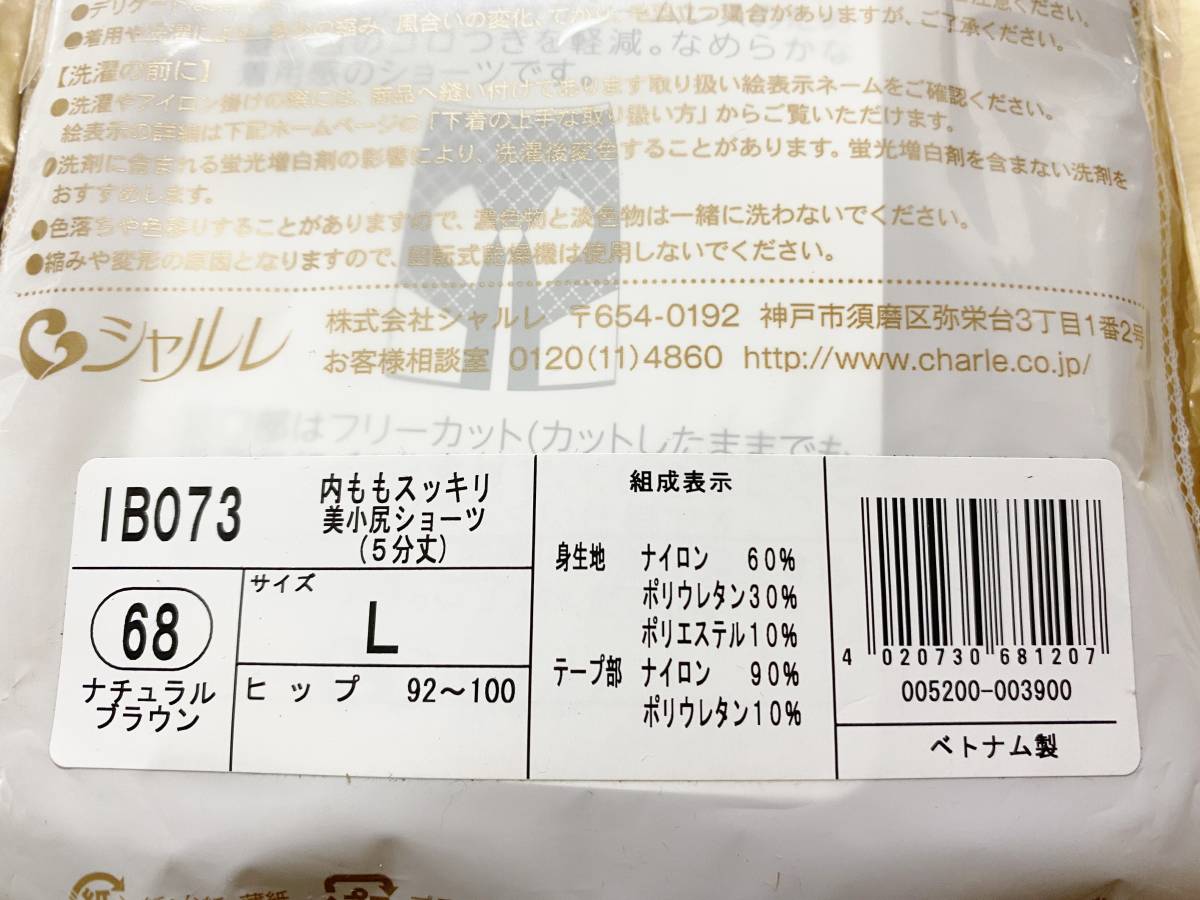 ●着用や洗濯により、多少の縮み、風合いの変化、てかり、毛羽立つ場合がありますが、ご了承ください。
着用時のゴロつきを軽減。なめらかな
着用感のショーツです。
【洗濯の前に】
●洗濯やアイロン掛けの際には、商品へ縫い付けてあります取り扱い絵表示ネームをご確認ください。
絵表示の詳細は下記ホームページの「下着の上手な取り扱い方」からご覧いただけます。
●洗剤に含まれる蛍光増白剤の影響により、洗濯後変色することがあります。蛍光増白剤を含まない洗剤を
おすすめします。
●色落ちや色移りすることがありますので、濃色物と淡色物は一緒に洗わないでください。
●縮みや変形の原因となりますので、回転式乾燥機は使用しないでください。
シャルレ
株式会社シャルレ 〒654-0192 神戸市須磨区弥栄台3丁目1番2号
お客様相談室 0120(11)4860 http://www.charle.co.jp/
部はフリーカット(カットしたままでも
IB073
内ももスッキリ
美小尻ショーツ
(5分丈)
68
ナチュラル
ブラウン
サイズ
L
ヒップ 92~100
組成表示
身生地 ナイロン 60%
ポリウレタン30%
ポリエステル10%
テープ部 ナイロン 90%
ポリウレタン10%
4 020730 681207
005200-003900
ベトナム製